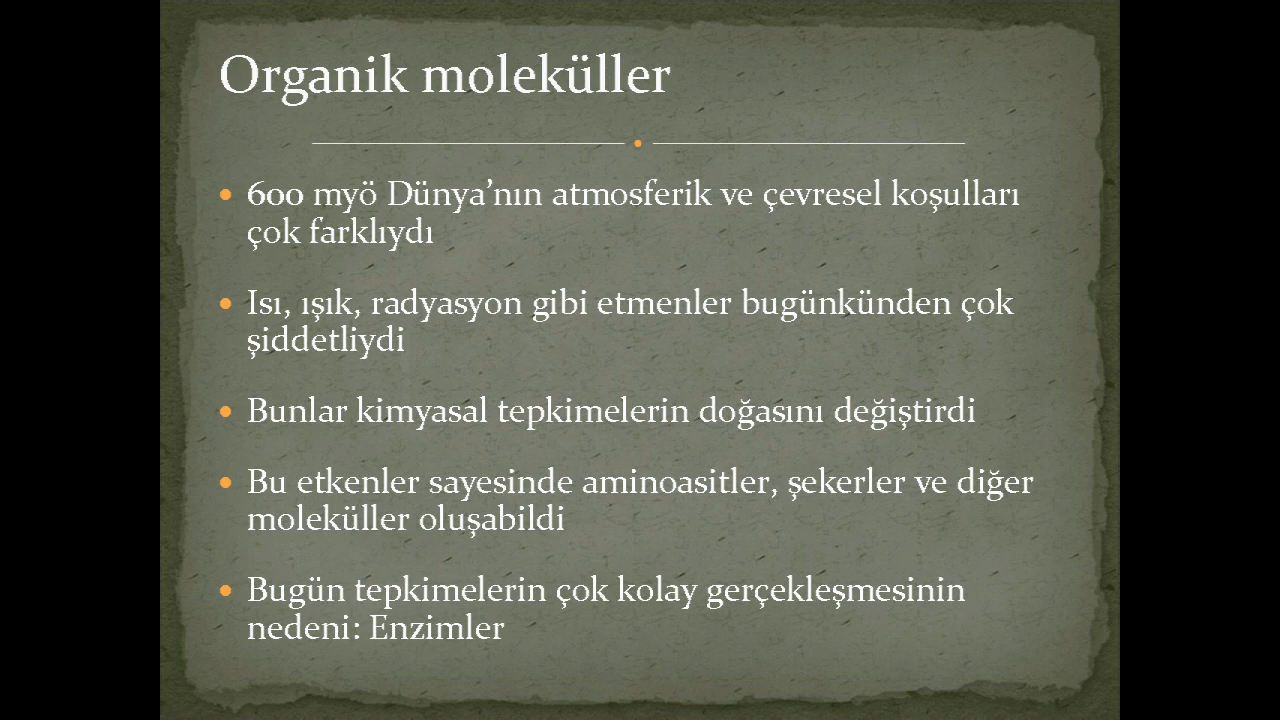 Organik moleküller
• 600 myö Dünya’nın atmosferik ve çevresel koşulları
çok farklıydı
• Isı, ışık, radyasyon gibi etmenler bugünkünden çok
şiddetliydi
• Bunlar kimyasal tepkimelerin doğasını değiştirdi
• Bu etkenler sayesinde aminoasitler, şekerler ve diğer
moleküller oluşabildi
• Bugün tepkimelerin çok kolay gerçekleşmesinin
nedeni: Enzimler